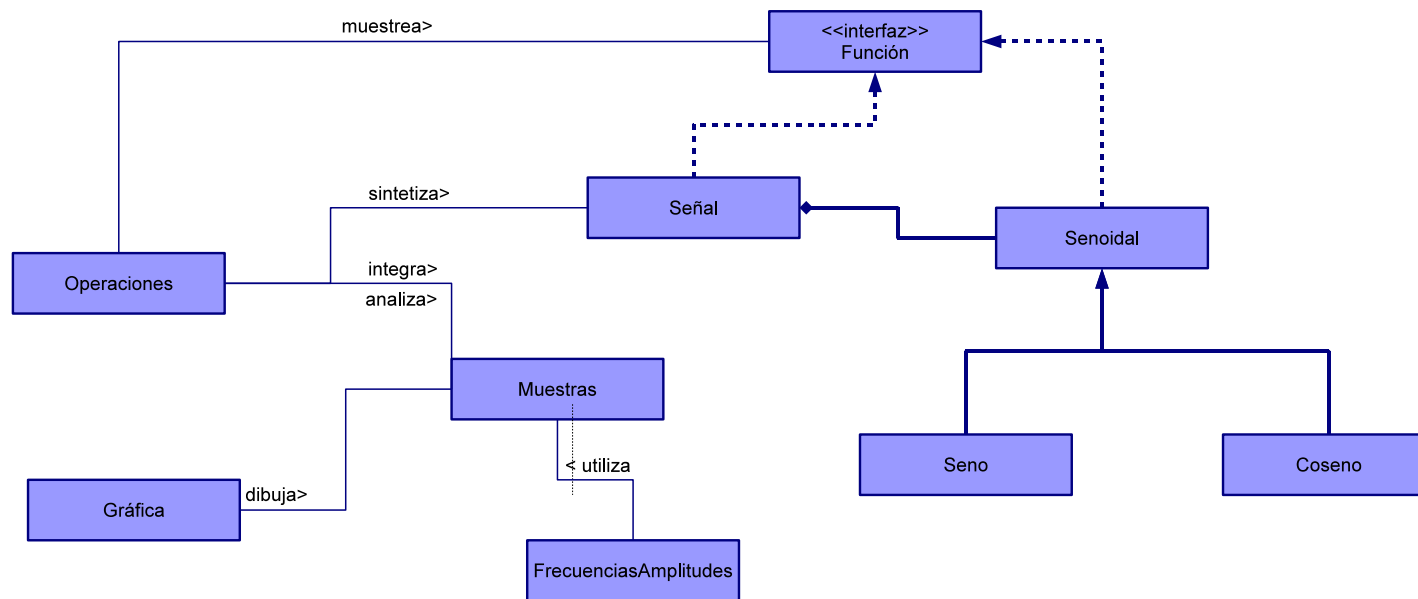 muestrea>
<<interfaz>>
Función
sintetiza>
Señal
Senoidal
Operaciones
integra>
analiza>
Muestras
Seno
Coseno
< utiliza
dibuja>
Gráfica
FrecuenciasAmplitudes